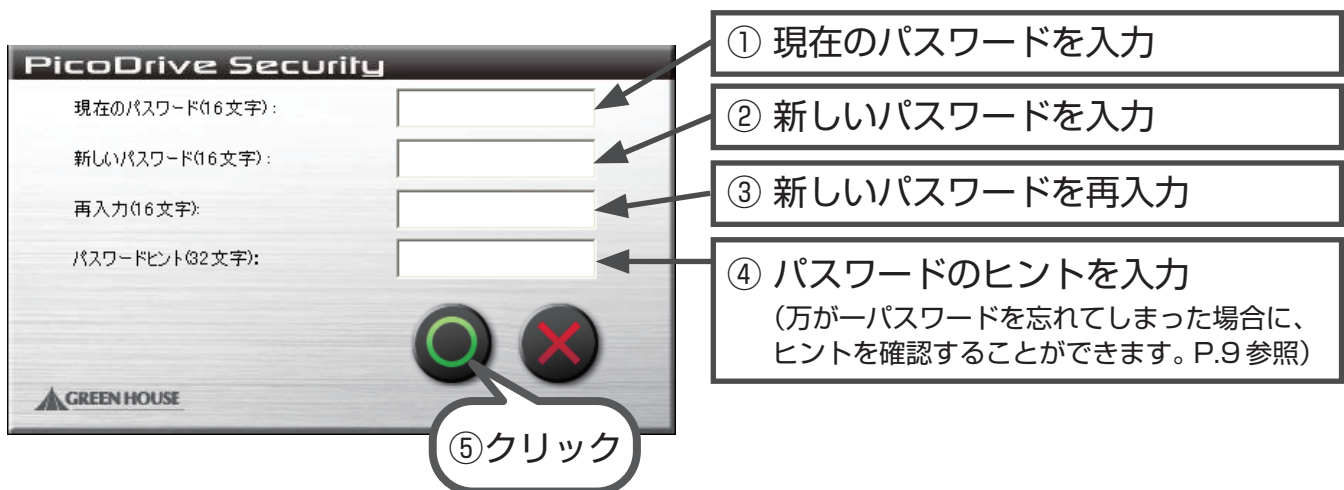 PicoDrive Security
現在のパスワード(16文字):
新しいパスワード(16文字):
再入力(16文字):
パスワードヒント(32文字):
GREEN HOUSE
① 現在のパスワードを入力
② 新しいパスワードを入力
③ 新しいパスワードを再入力
④ パスワードのヒントを入力
（万が一パスワードを忘れてしまった場合に、
ヒントを確認することができます。P.9 参照）
⑤クリック